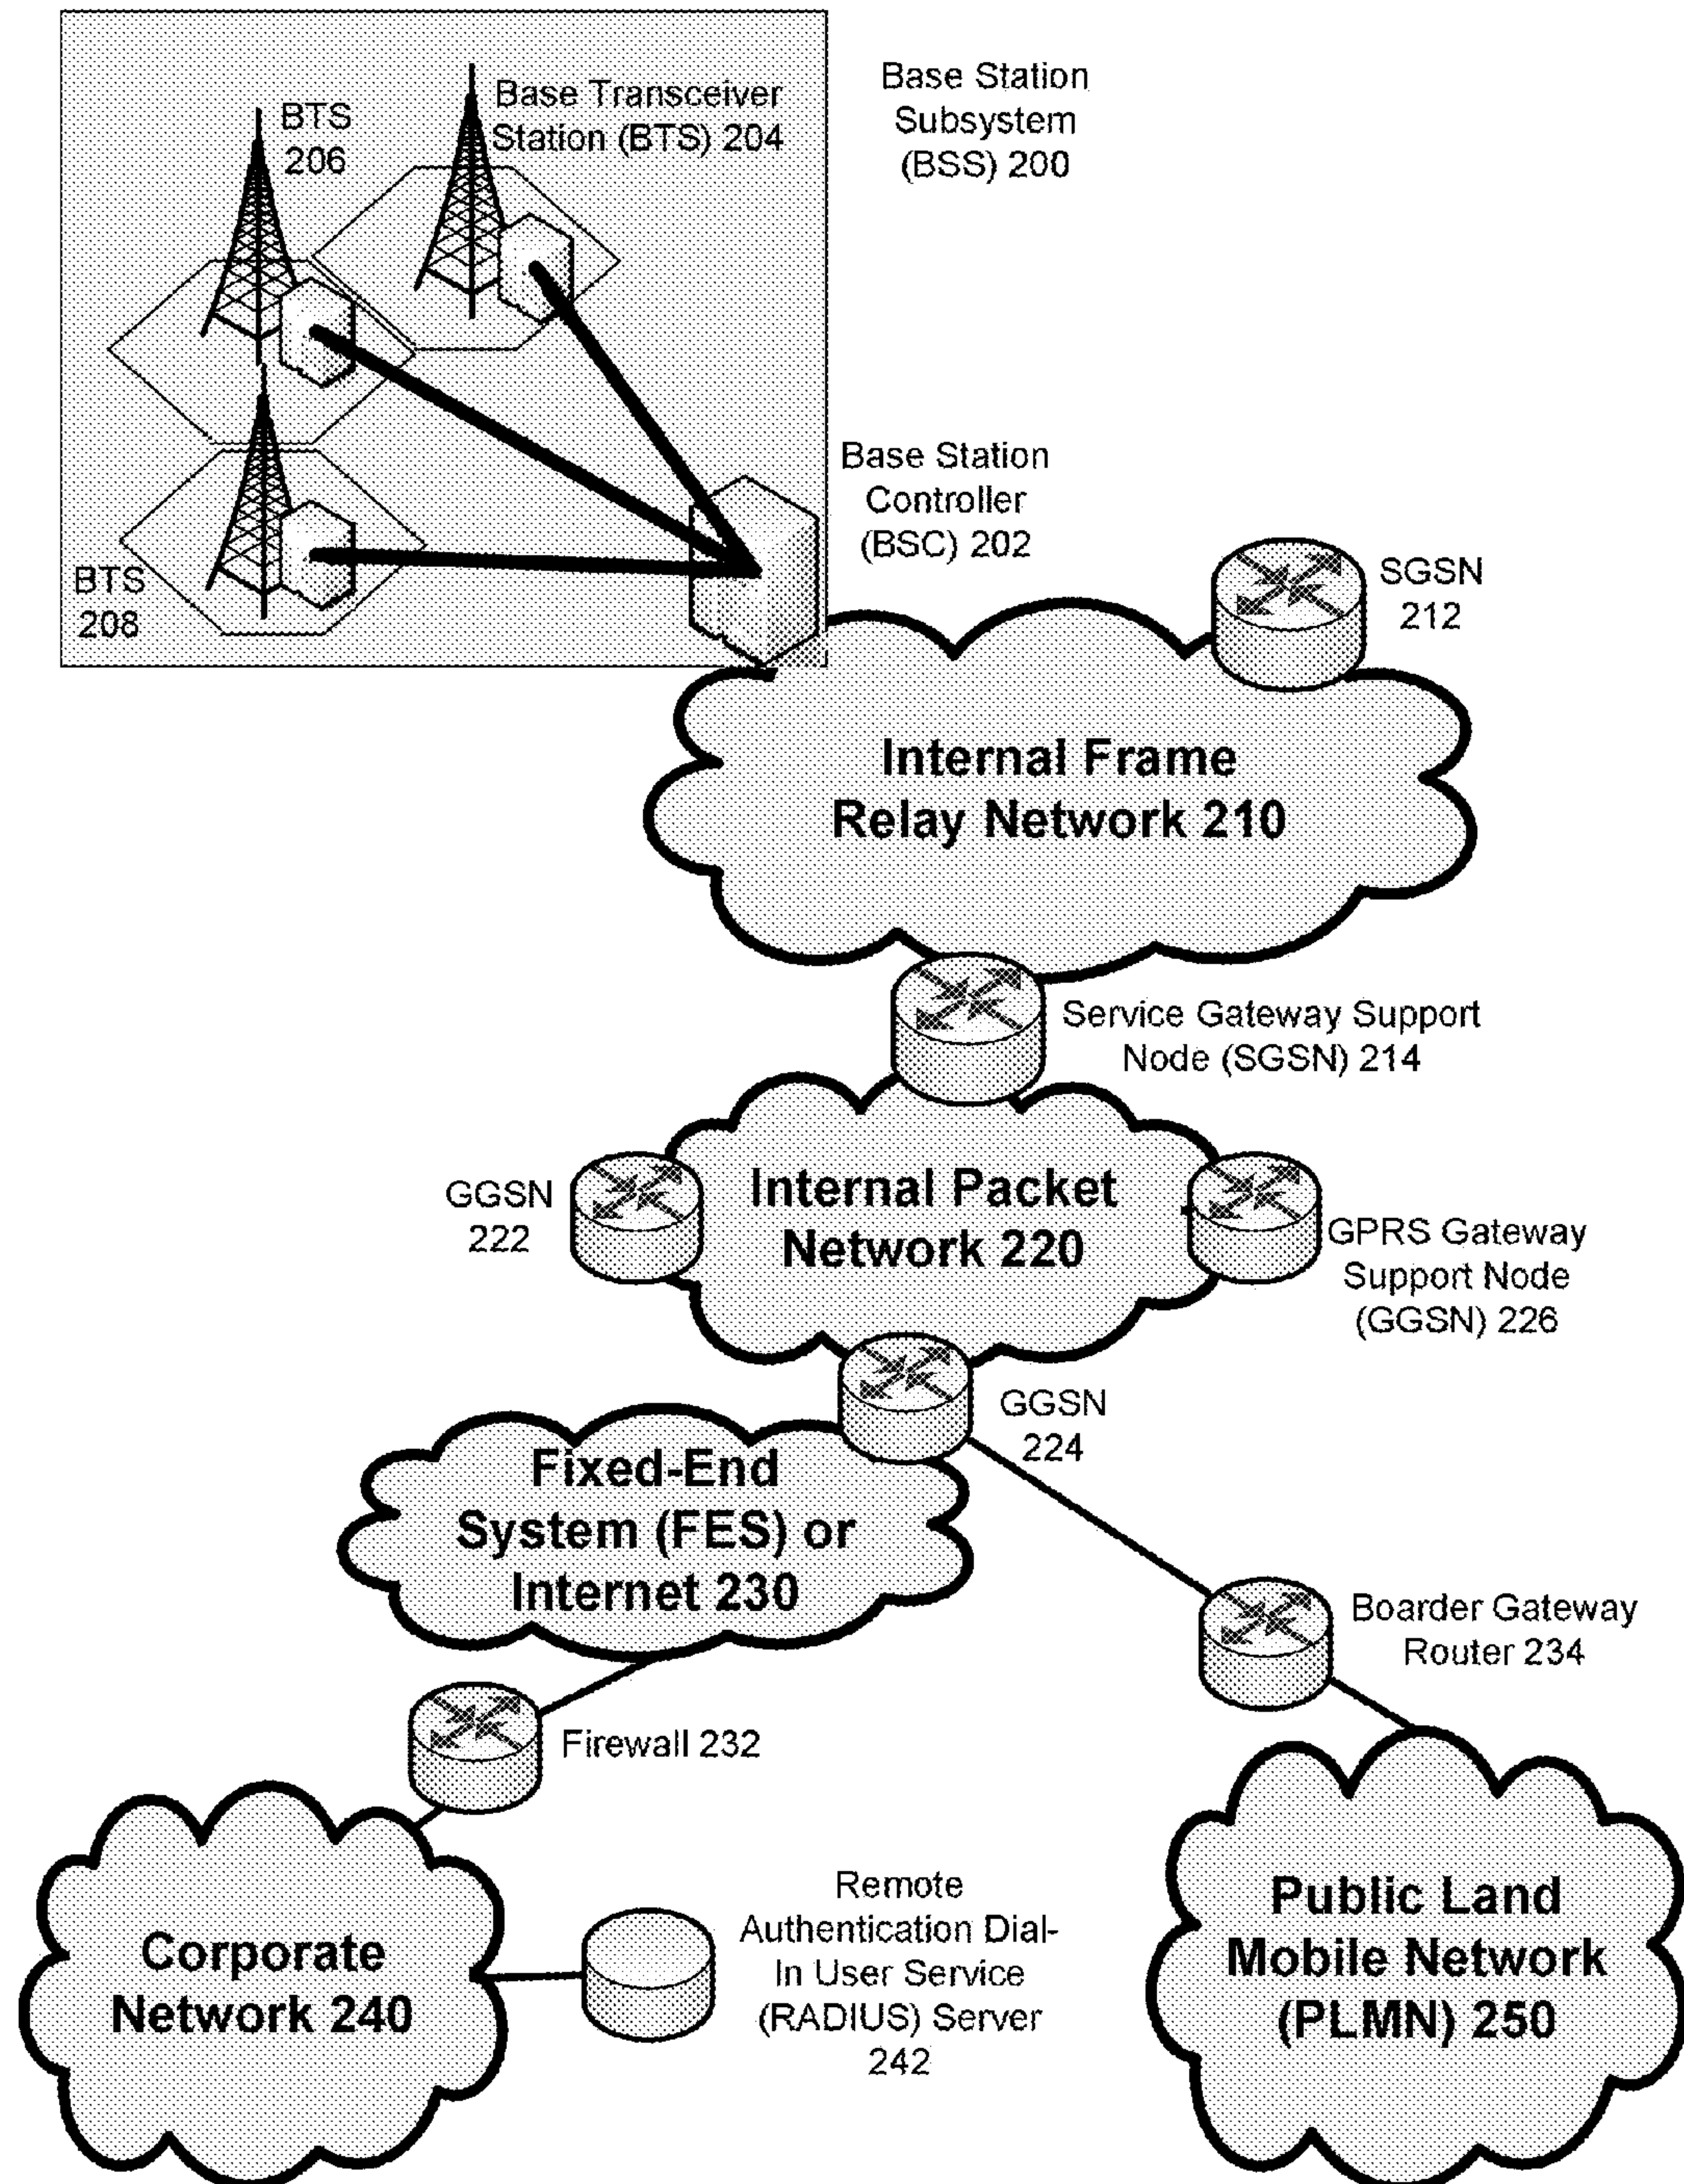 BTS
206
Base Transceiver
Station (BTS) 204
Base Station
Subsystem
(BSS) 200
BTS
208
Base Station
Controller
(BSC) 202
SGSN
212
Internal Frame
Relay Network 210
Service Gateway Support
Node (SGSN) 214
GGSN
222
Internal Packet
Network 220
GPRS Gateway
Support Node
(GGSN) 226
GGSN
224
Fixed-End
System (FES) or
Internet 230
Boarder Gateway
Router 234
Firewall 232
Corporate
Network 240
Remote
Authentication Dial-
In User Service
(RADIUS) Server
242
Public Land
Mobile Network
(PLMN) 250